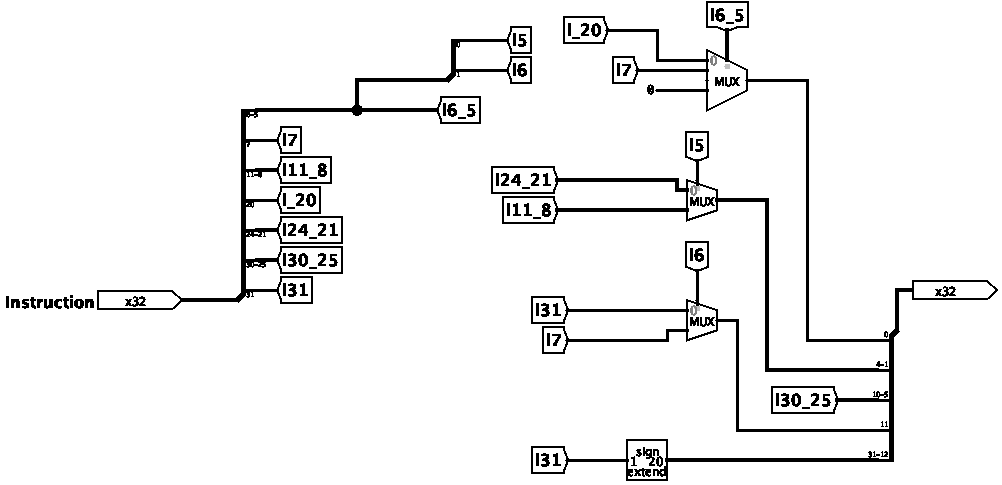 I6_5
I_20
I5
0
I6
I7
MUX
0
6-5
I6_5
7
I7
I5
11-8
I11_8
I24_21
0
MUX
20
I_20
I11_8
24-21
I24_21
30-25
I30_25
I6
31
I31
Instruction
x32
x32
I31
0
MUX
I7
0
4-1
I30_25
10-5
11
31-12
I31
sign
1 20
extend